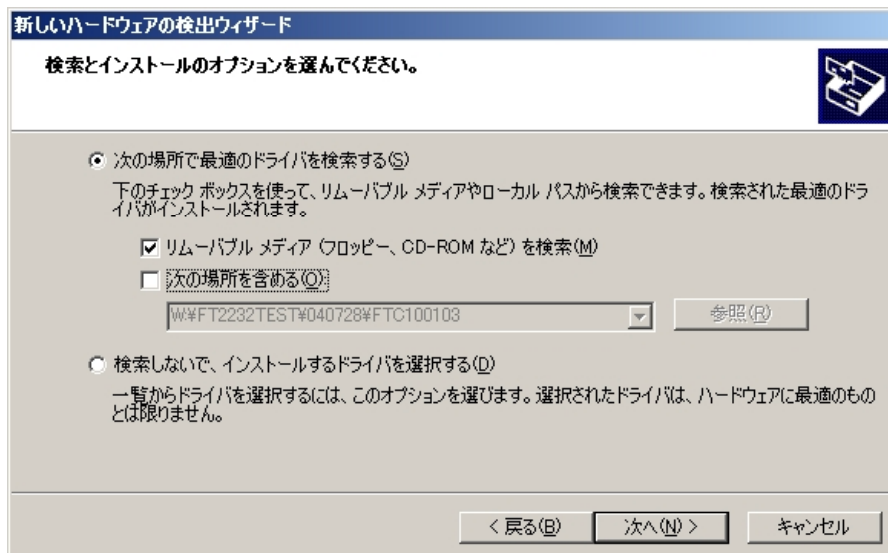 新しいハードウェアの検出ウィザード
検索とインストールのオプションを選んでください。
次の場所で最適のドライバを検索する(S)
下のチェック ボックスを使って、リムーバブル メディアやローカル パスから検索できます。検索された最適のドラ
イバがインストールされます。
リムーバブル メディア (フロッピー、CD-ROM など) を検索(M)
次の場所を含める(O):
W:¥FT2232TEST¥040728¥FTC100103
参照(R)
検索しないで、インストールするドライバを選択する(D)
一覧からドライバを選択するには、このオプションを選びます。選択されたドライバは、ハードウェアに最適のもの
とは限りません。
< 戻る(B)
次へ(N) >
キャンセル